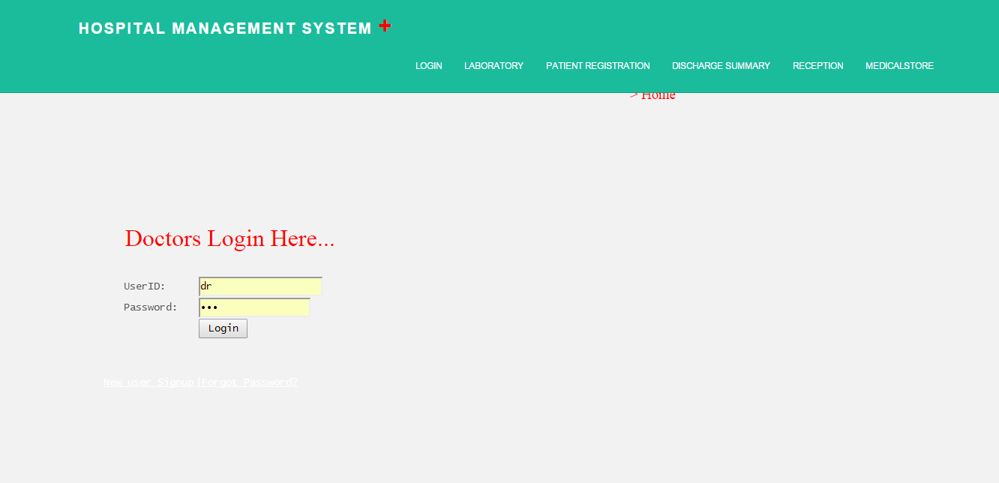 HOSPITAL MANAGEMENT SYSTEM +
LOGIN LABORATORY PATIENT REGISTRATION DISCHARGE SUMMARY RECEPTION MEDICALSTORE
> Home
Doctors Login Here...
UserID: dr
Password: •••
Login
New user Signup |Forgot Password?